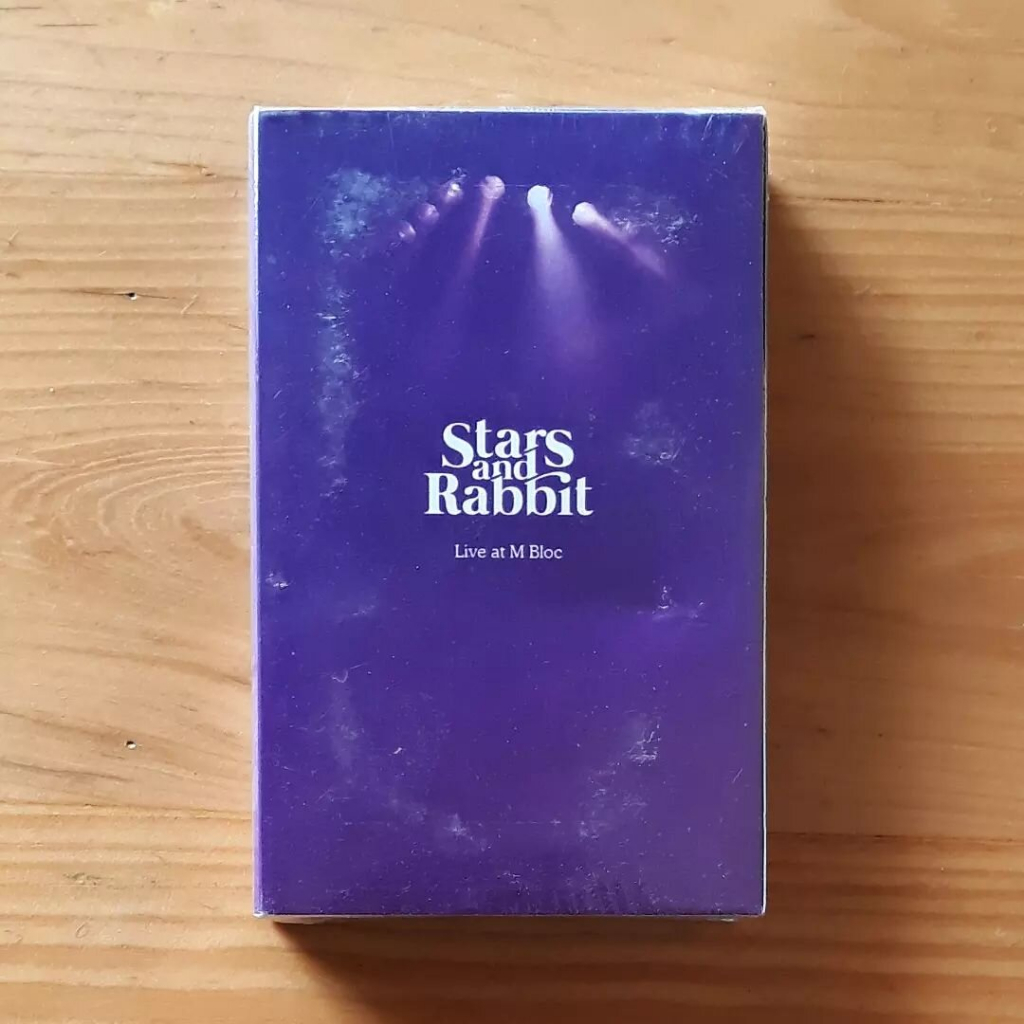 Stars
and
Rabbit
Live at M Bloc